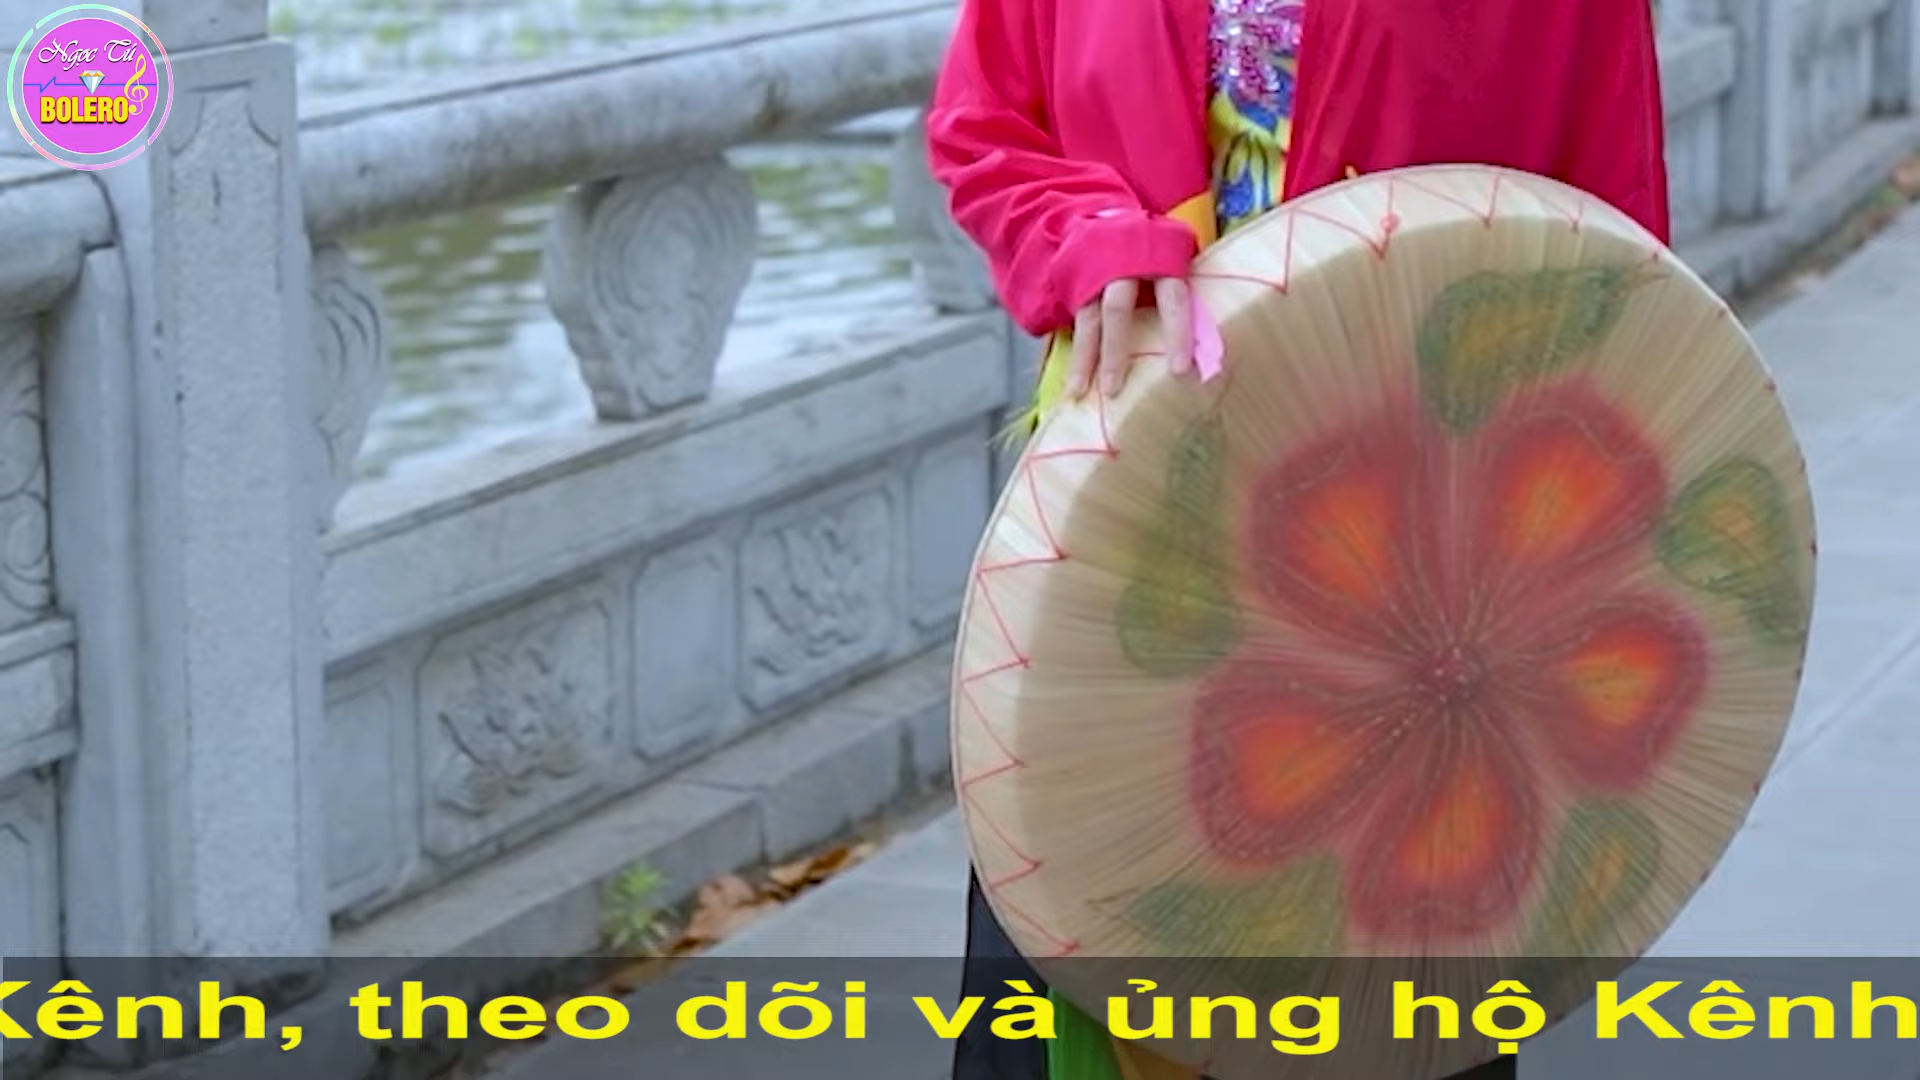 Ngọc Tú
BOLERO
Kênh, theo dõi và ủng hộ Kênh